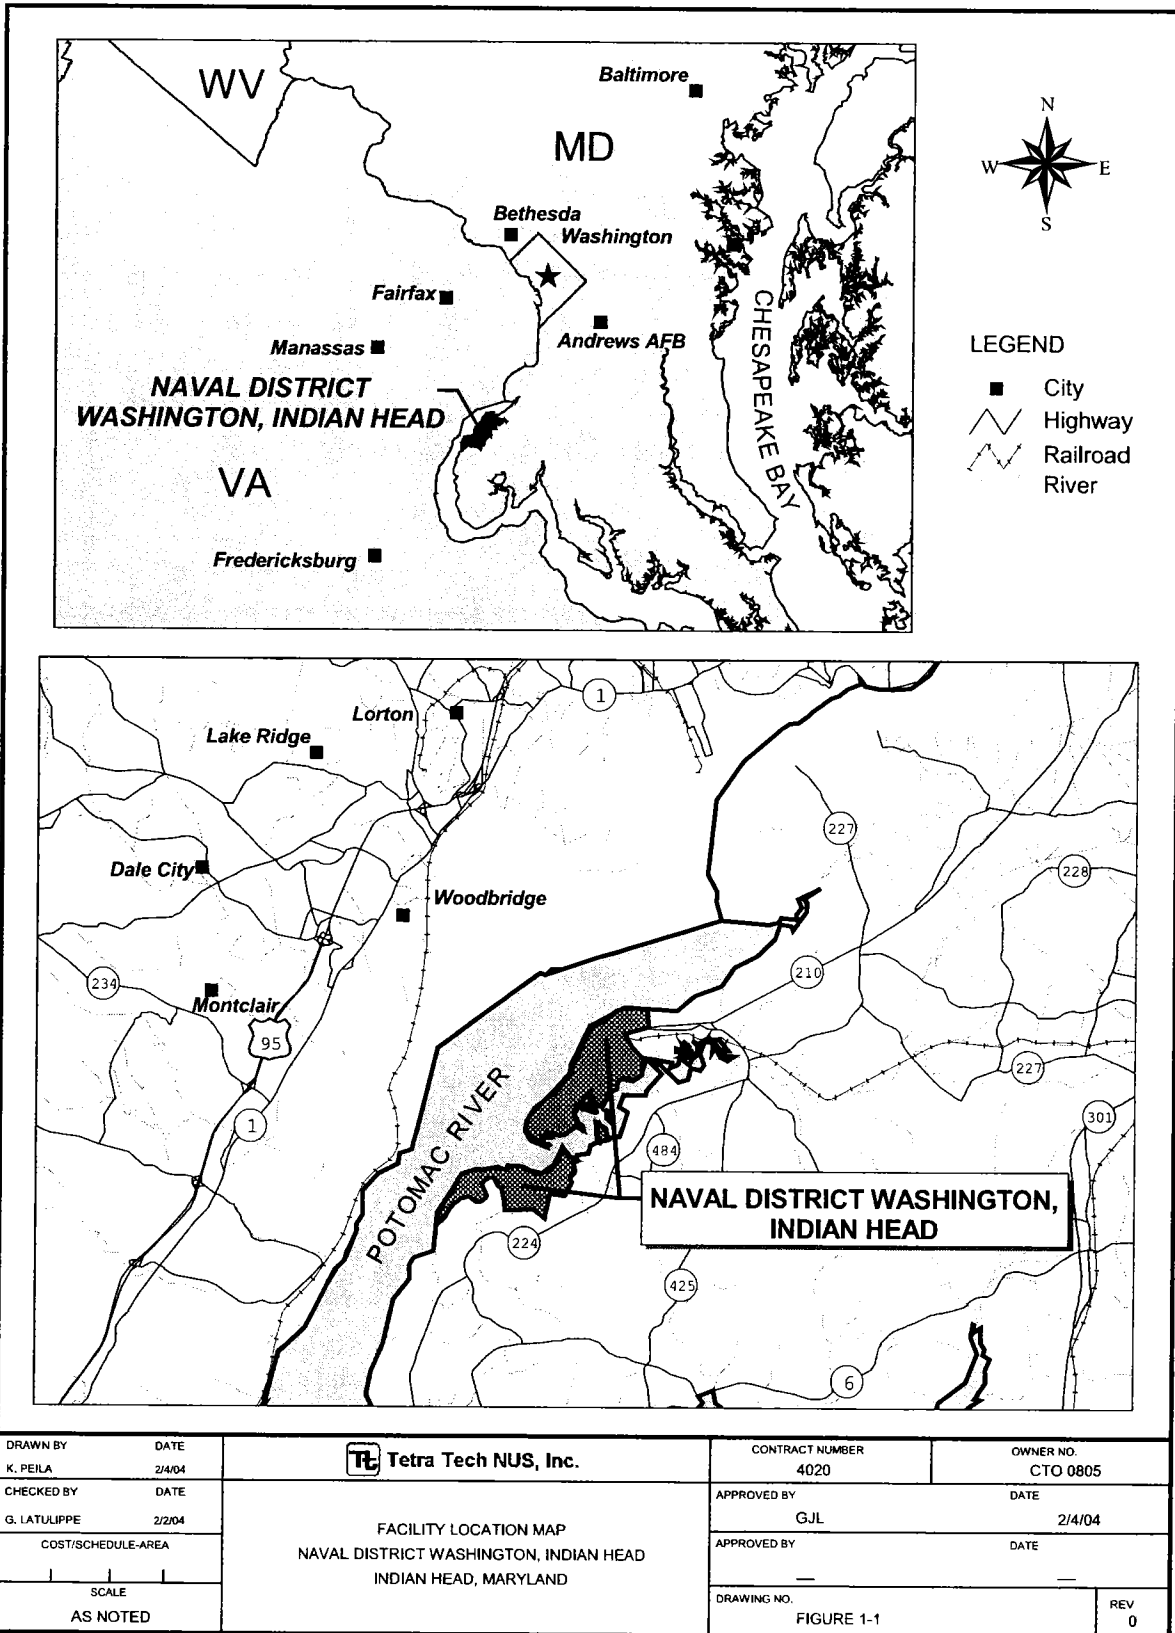 WV
Baltimore
MD
N
W
E
S
Bethesda
Washington
Fairfax
Andrews AFB
Manassas
NAVAL DISTRICT
WASHINGTON, INDIAN HEAD
CHESAPEAKE BAY
VA
Fredericksburg
LEGEND
City
Highway
Railroad
River
1
Lorton
Lake Ridge
227
Dale City
228
Woodbridge
234
210
Montclair
95
227
1
301
POTOMAC RIVER
484
NAVAL DISTRICT WASHINGTON,
INDIAN HEAD
224
425
6
DRAWN BY DATE
K. PEILA 2/4/04
CHECKED BY DATE
G. LATULIPPE 2/2/04
COST/SCHEDULE-AREA
SCALE
AS NOTED
Tt Tetra Tech NUS, Inc.
FACILITY LOCATION MAP
NAVAL DISTRICT WASHINGTON, INDIAN HEAD
INDIAN HEAD, MARYLAND
CONTRACT NUMBER
4020
OWNER NO.
CTO 0805
APPROVED BY DATE
GJL 2/4/04
APPROVED BY DATE
— —
DRAWING NO.
FIGURE 1-1
REV
0